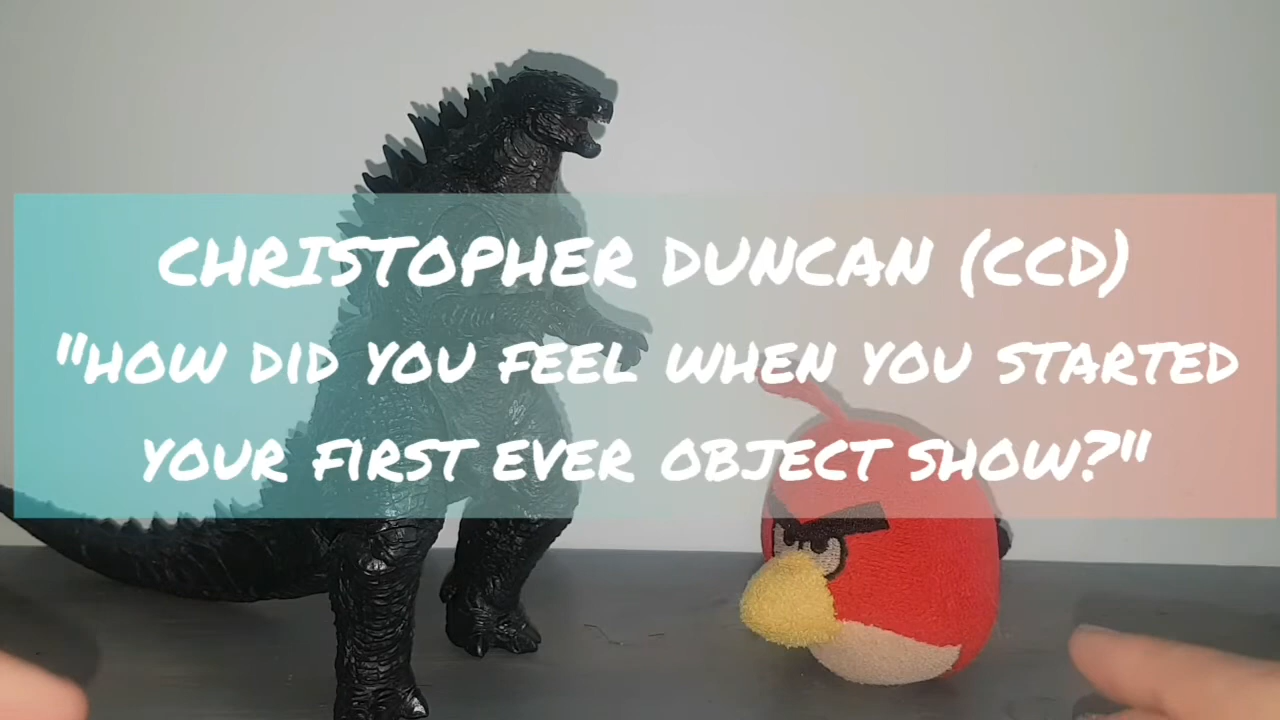 CHRISTOPHER DUNCAN (CCD)
"HOW DID YOU FEEL WHEN YOU STARTED
YOUR FIRST EVER OBJECT SHOW?"